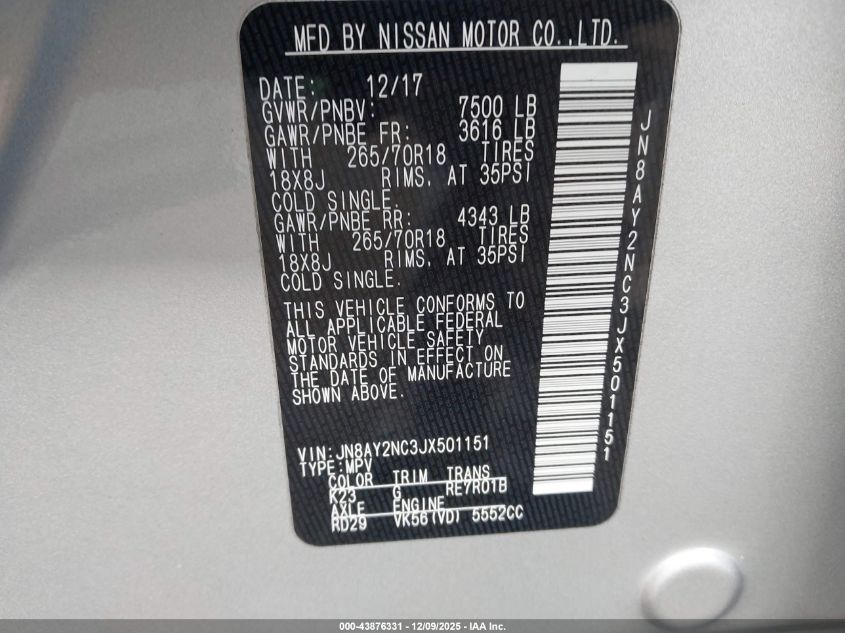 MFD BY NISSAN MOTOR CO.,LTD.
DATE: 12/17
GVWR/PNBV: 7500 LB
GAWR/PNBE FR: 3616 LB
WITH 265/70R18 TIRES
18X8J RIMS, AT 35PSI
COLD SINGLE.
GAWR/PNBE RR: 4343 LB
WITH 265/70R18 TIRES
18X8J RIMS, AT 35PSI
COLD SINGLE.
THIS VEHICLE CONFORMS TO
ALL APPLICABLE FEDERAL
MOTOR VEHICLE SAFETY
STANDARDS IN EFFECT ON
THE DATE OF MANUFACTURE
SHOWN ABOVE.
VIN:JN8AY2NC3JX501151
TYPE:MPV
COLOR TRIM TRANS
K23 G RE7R01B
AXLE ENGINE
RD29 VK56(VD) 5552CC
JN8AY2NC3JX501151
000-43876331 - 12/09/2025 - IAA Inc.